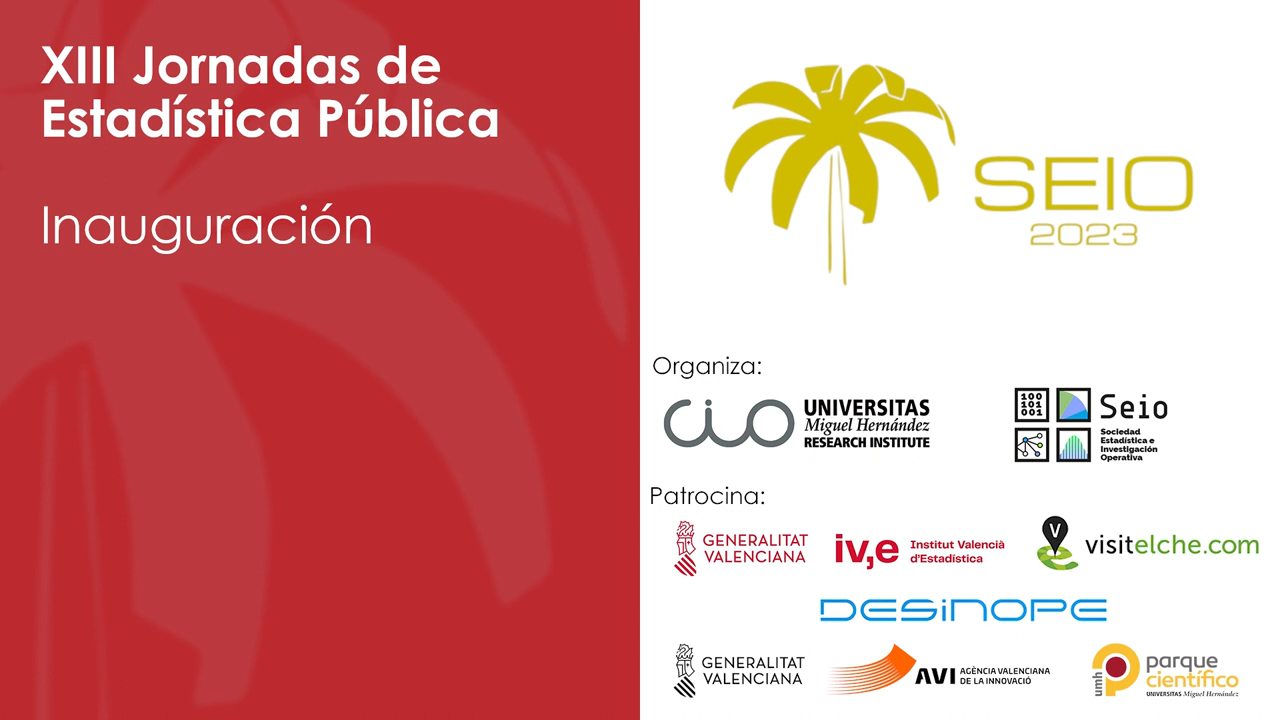 XIII Jornadas de
Estadística Pública
Inauguración
SEIO
2023
Organiza:
cio
UNIVERSITAS
Miguel Hernández
RESEARCH INSTITUTE
100
101
001
Seio
Sociedad
Estadística e
Investigación
Operativa
Patrocina:
GENERALITAT
VALENCIANA
iv,e
Institut Valencià
d'Estadística
V
visitelche.com
DESiNOPE
GENERALITAT
VALENCIANA
AVI
AGÈNCIA VALENCIANA
DE LA INNOVACIÓ
umh
parque
científico
UNIVERSITAS Miguel Hernández